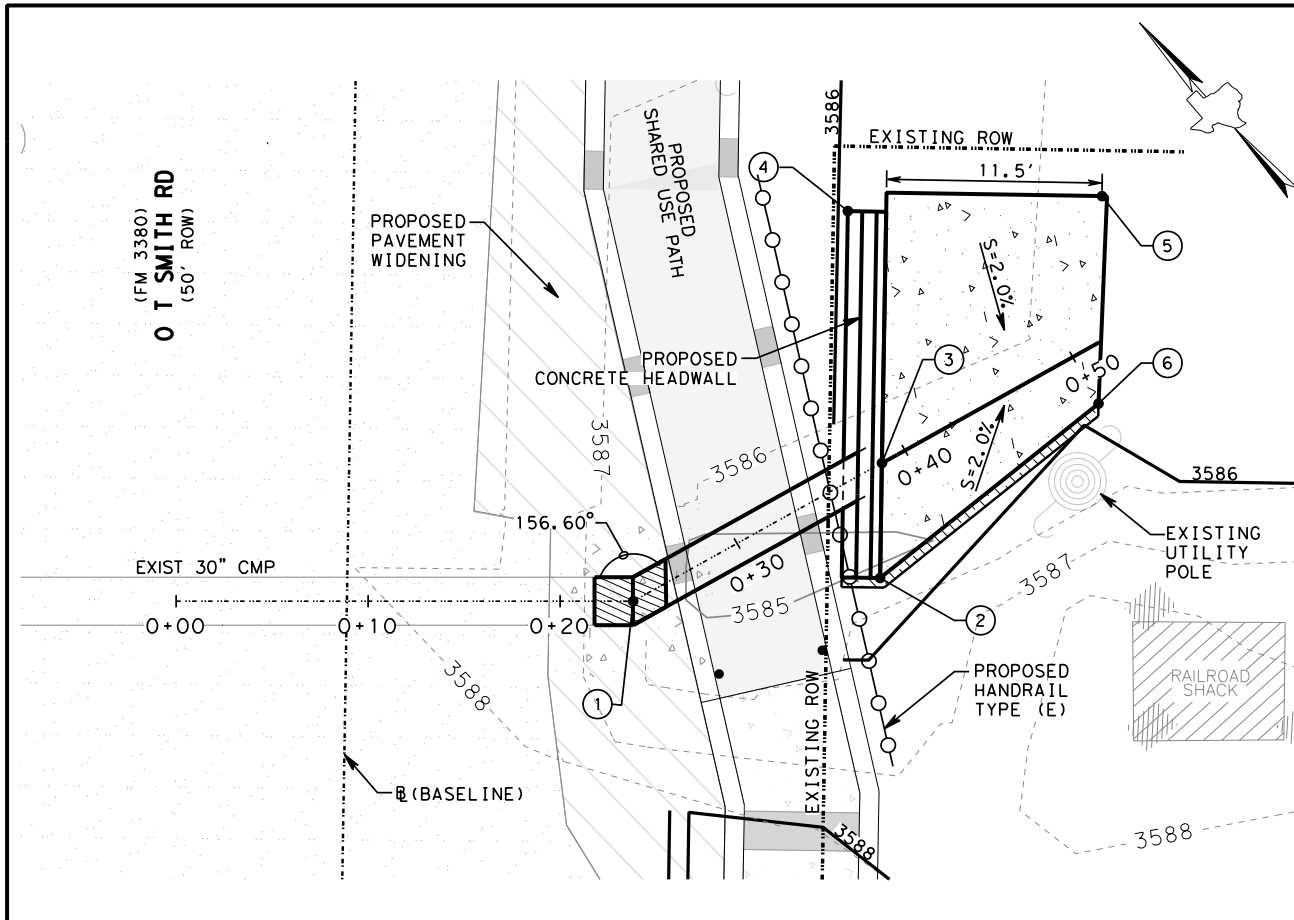 3586
EXISTING ROW
11.5'
4
5
PROPOSED
SHARED USE PATH
O T SMITH RD
(FM 3380)
(50' ROW)
PROPOSED
PAVEMENT
WIDENING
S=2.0%
PROPOSED
CONCRETE HEADWALL
3
6
0+50
3587
3586
0+40
S=2.0%
3586
156.60°
EXISTING
UTILITY
POLE
EXIST 30" CMP
0+30
3587
3585
0+00
0+10
0+20
2
3588
1
PROPOSED
HANDRAIL
TYPE (E)
RAILROAD
SHACK
EXISTING ROW
BL (BASELINE)
3588
3588